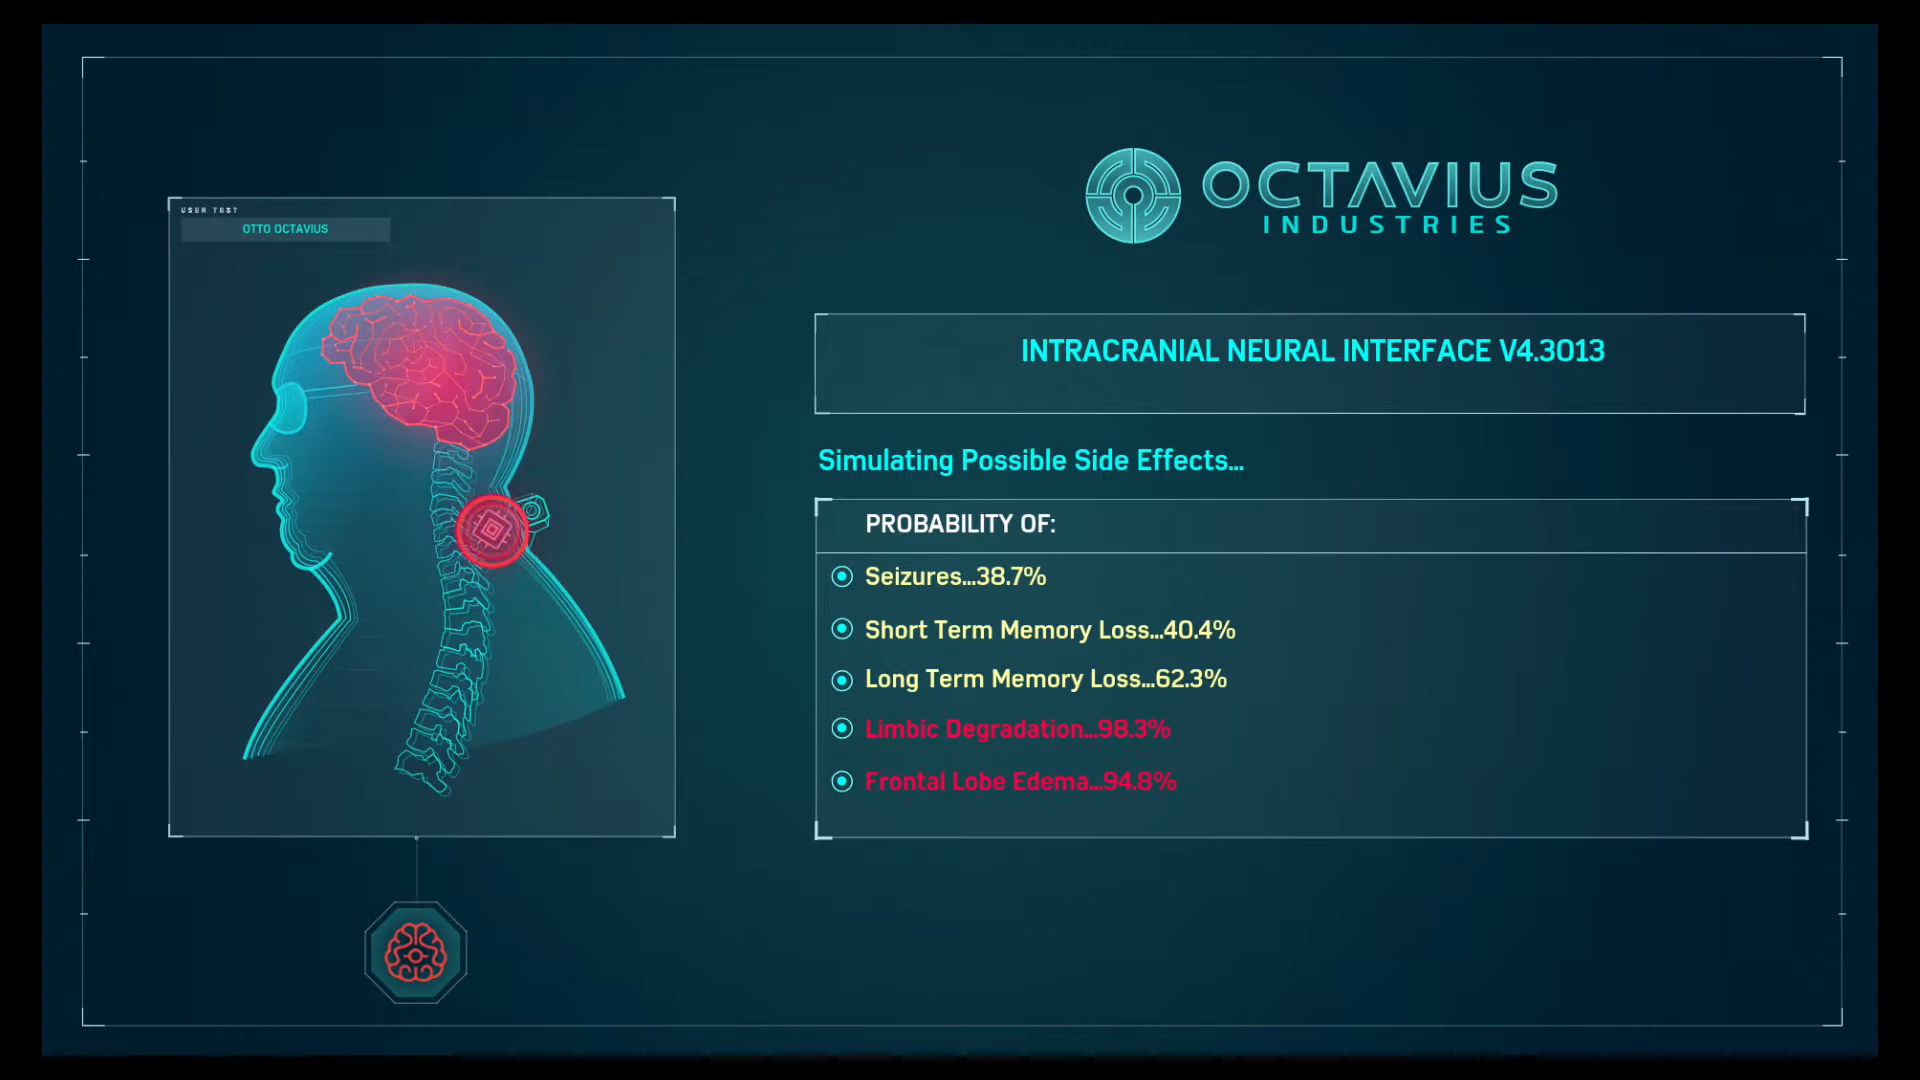 USER TEST
OTTO OCTAVIUS
OCTAVIUS
INDUSTRIES
INTRACRANIAL NEURAL INTERFACE V4.3013
Simulating Possible Side Effects...
PROBABILITY OF:
Seizures...38.7%
Short Term Memory Loss...40.4%
Long Term Memory Loss...62.3%
Limbic Degradation...98.3%
Frontal Lobe Edema...94.8%